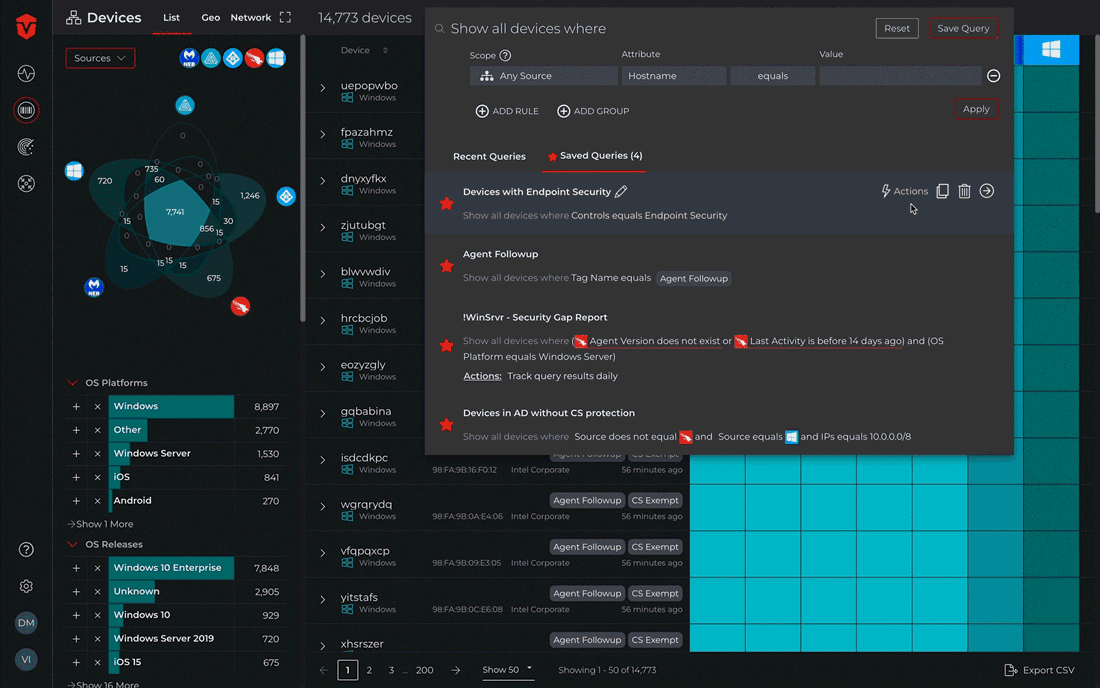 Devices
List
Geo
Network
14,773 devices
Sources
NEB
0
735
0
720
60
0
0
0
1,246
15
7,741
30
15
856
15
0
0
15
15
15
15
675
NEB
OS Platforms
Windows 8,897
Other 2,770
Windows Server 1,530
iOS 841
Android 270
Show 1 More
OS Releases
Windows 10 Enterprise 7,848
Unknown 2,905
Windows 10 929
Windows Server 2019 720
iOS 15 675
Show 16 More
DM
VI
Device
uepopwbo
Windows
fpazahmz
Windows
dnyxyfkx
Windows
zjutubgt
Windows
blwvwdiv
Windows
hrcbcjob
Windows
eozyzgly
Windows
gqbabina
Windows
isdcdkpc Agent Followup CS Exempt
Windows 98:FA:9B:16:F0:12 Intel Corporate 56 minutes ago
wgrqrydq Agent Followup CS Exempt
Windows 98:FA:9B:0A:E4:06 Intel Corporate 56 minutes ago
vfqpqxcp Agent Followup CS Exempt
Windows 98:FA:9B:09:E3:05 Intel Corporate 56 minutes ago
yitstafs Agent Followup CS Exempt
Windows 98:FA:9B:0C:E6:08 Intel Corporate 56 minutes ago
xhsrszer Agent Followup CS Exempt
Windows
1 2 3 ... 200
Show 50
Showing 1 - 50 of 14,773
Export CSV
Show all devices where
Reset
Save Query
Scope ?
Attribute
Value
Any Source
Hostname
equals
ADD RULE
ADD GROUP
Apply
Recent Queries
Saved Queries (4)
Devices with Endpoint Security
Show all devices where Controls equals Endpoint Security
Actions
Agent Followup
Show all devices where Tag Name equals Agent Followup
!WinSrvr - Security Gap Report
Show all devices where ( Agent Version does not exist or Last Activity is before 14 days ago) and (OS
Platform equals Windows Server)
Actions: Track query results daily
Devices in AD without CS protection
Show all devices where Source does not equal and Source equals and IPs equals 10.0.0.0/8